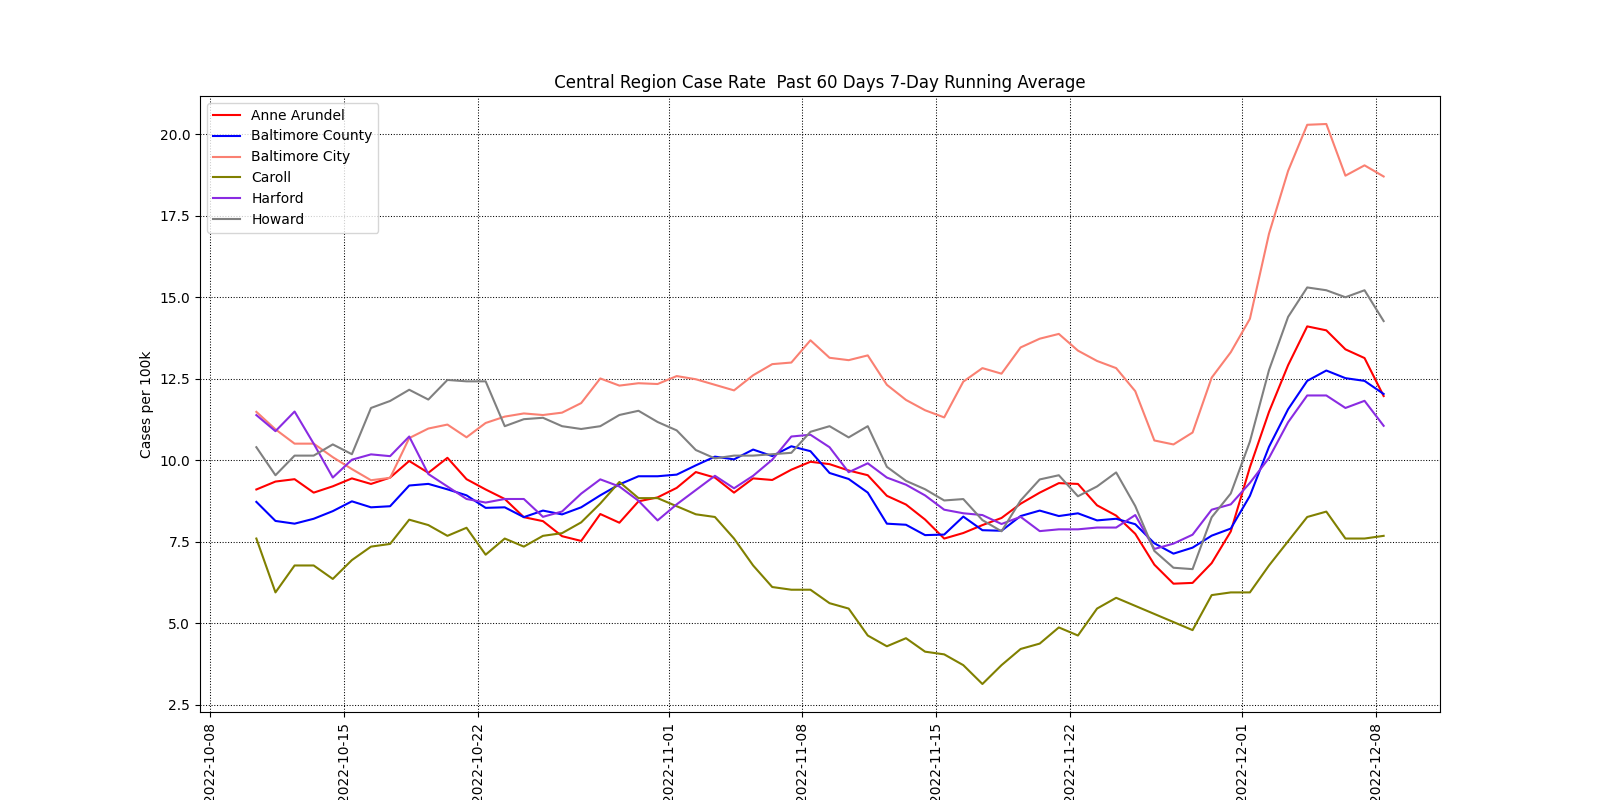 Central Region Case Rate  Past 60 Days 7-Day Running Average
Anne Arundel
Baltimore County
Baltimore City
Caroll
Harford
Howard
Cases per 100k
20.0
17.5
15.0
12.5
10.0
7.5
5.0
2.5
2022-10-08
2022-10-15
2022-10-22
2022-11-01
2022-11-08
2022-11-15
2022-11-22
2022-12-01
2022-12-08